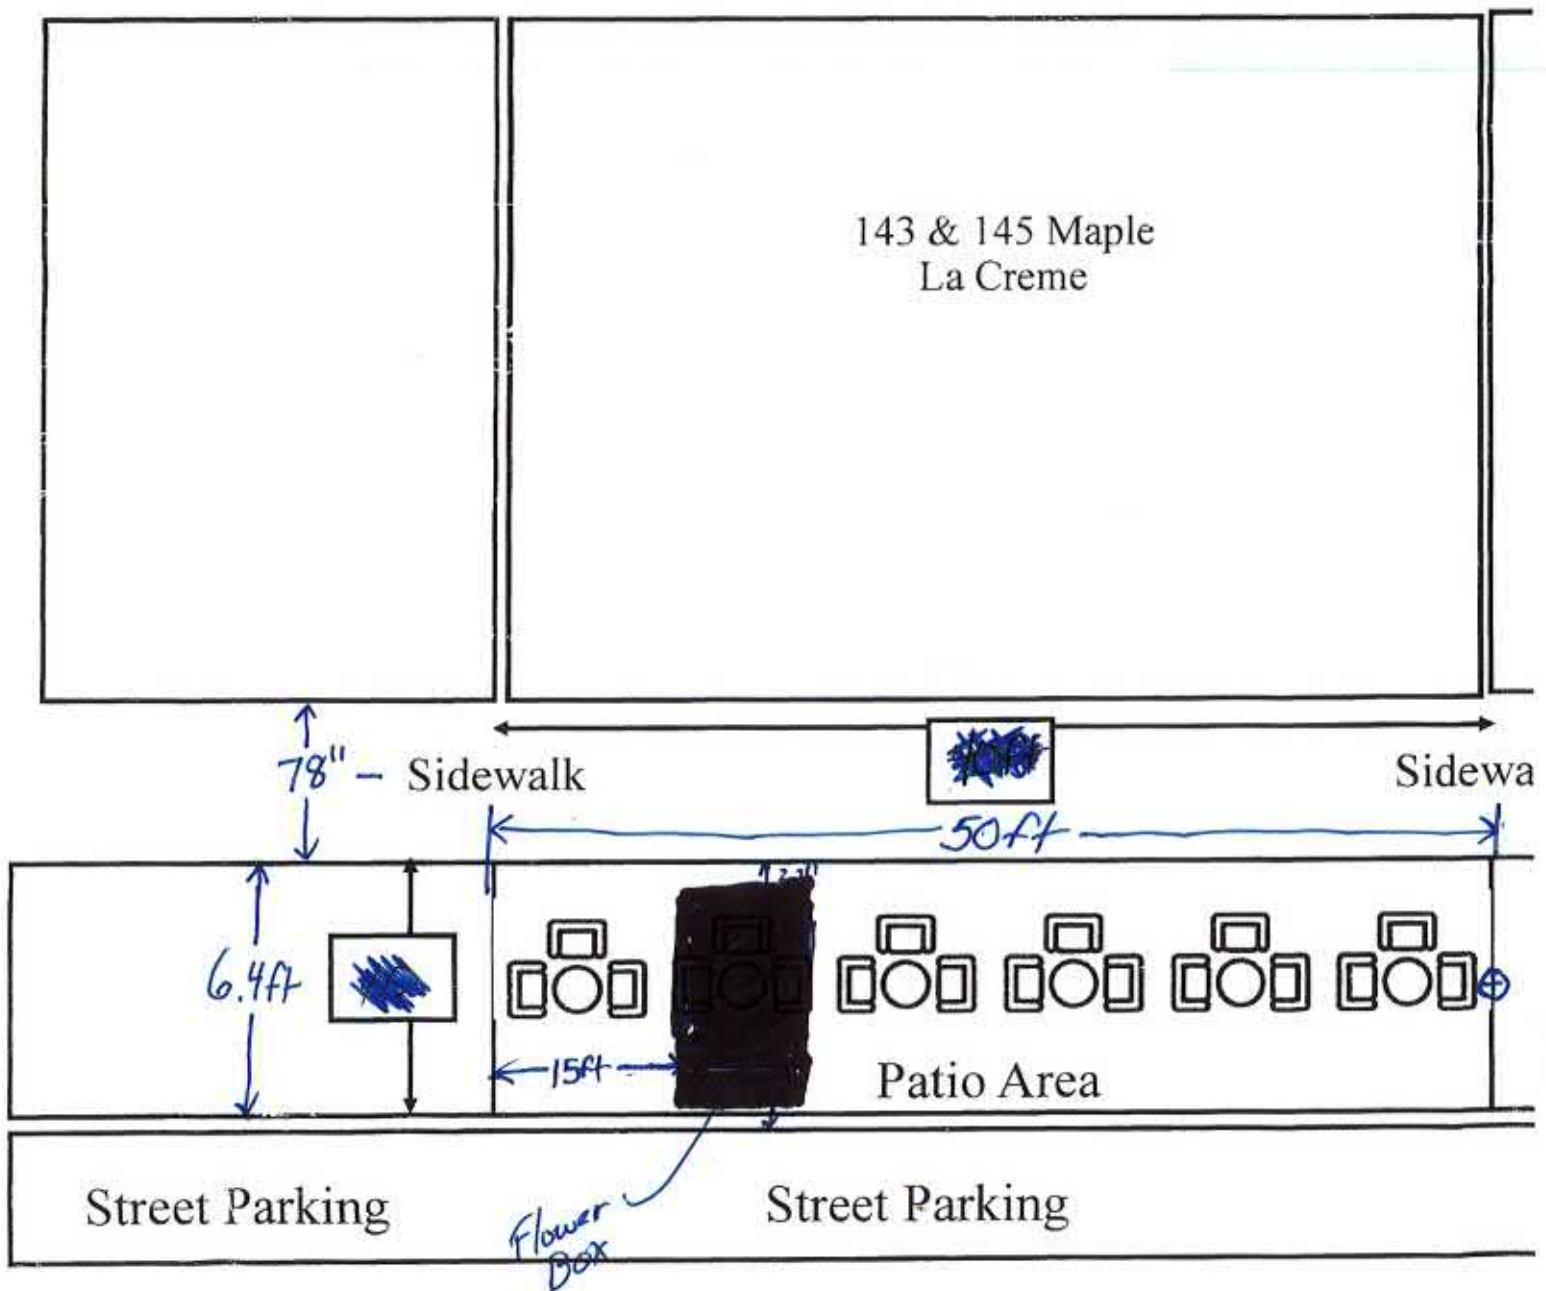 143 & 145 Maple
La Creme
78" - Sidewalk
Sidewa
50ft
6.4ft
15ft
Patio Area
Street Parking
Street Parking
Flower
Box